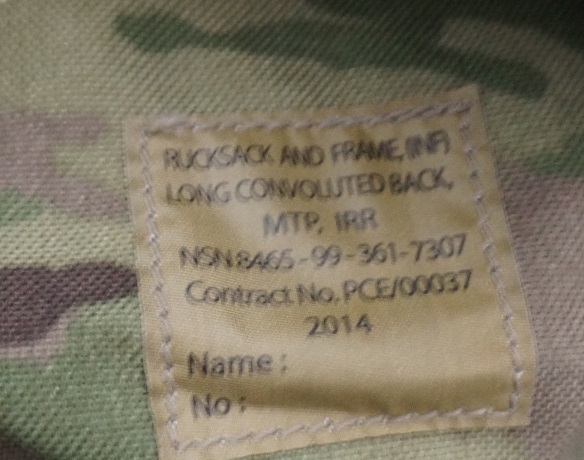 RUCKSACK AND FRAME, (INF)
LONG CONVOLUTED BACK,
MTP, IRR
NSN 8465-99-361-7307
Contract No. PCE/00037
2014
Name :
No :